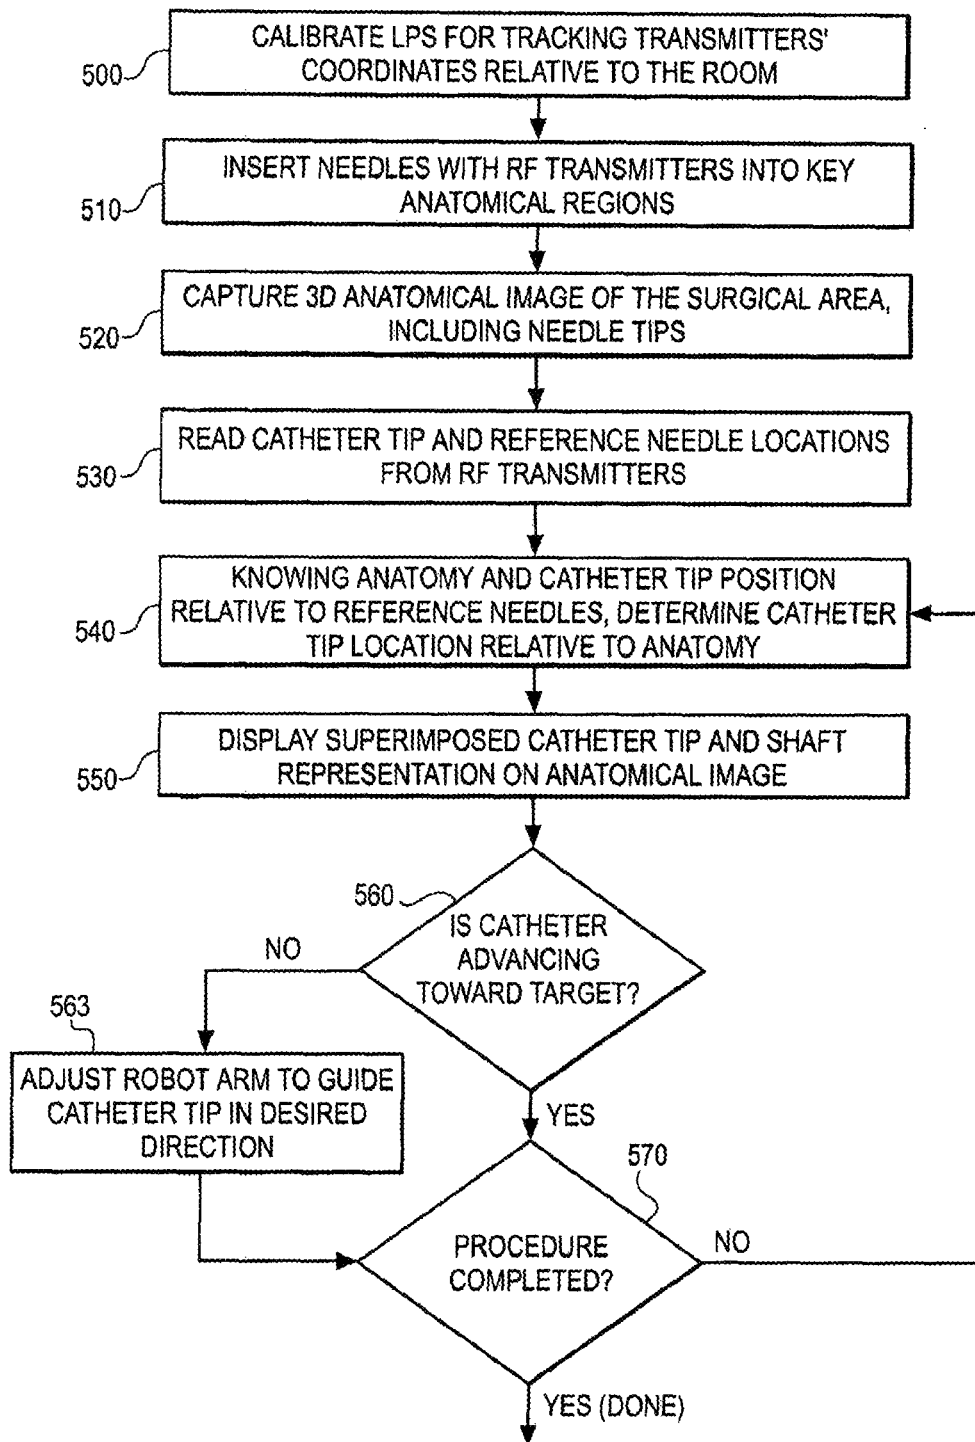 CALIBRATE LPS FOR TRACKING TRANSMITTERS'
COORDINATES RELATIVE TO THE ROOM
500
INSERT NEEDLES WITH RF TRANSMITTERS INTO KEY
ANATOMICAL REGIONS
510
CAPTURE 3D ANATOMICAL IMAGE OF THE SURGICAL AREA,
INCLUDING NEEDLE TIPS
520
READ CATHETER TIP AND REFERENCE NEEDLE LOCATIONS
FROM RF TRANSMITTERS
530
KNOWING ANATOMY AND CATHETER TIP POSITION
RELATIVE TO REFERENCE NEEDLES, DETERMINE CATHETER
TIP LOCATION RELATIVE TO ANATOMY
540
DISPLAY SUPERIMPOSED CATHETER TIP AND SHAFT
REPRESENTATION ON ANATOMICAL IMAGE
550
560
IS CATHETER
ADVANCING
TOWARD TARGET?
NO
563
ADJUST ROBOT ARM TO GUIDE
CATHETER TIP IN DESIRED
DIRECTION
YES
570
PROCEDURE
COMPLETED?
NO
YES (DONE)